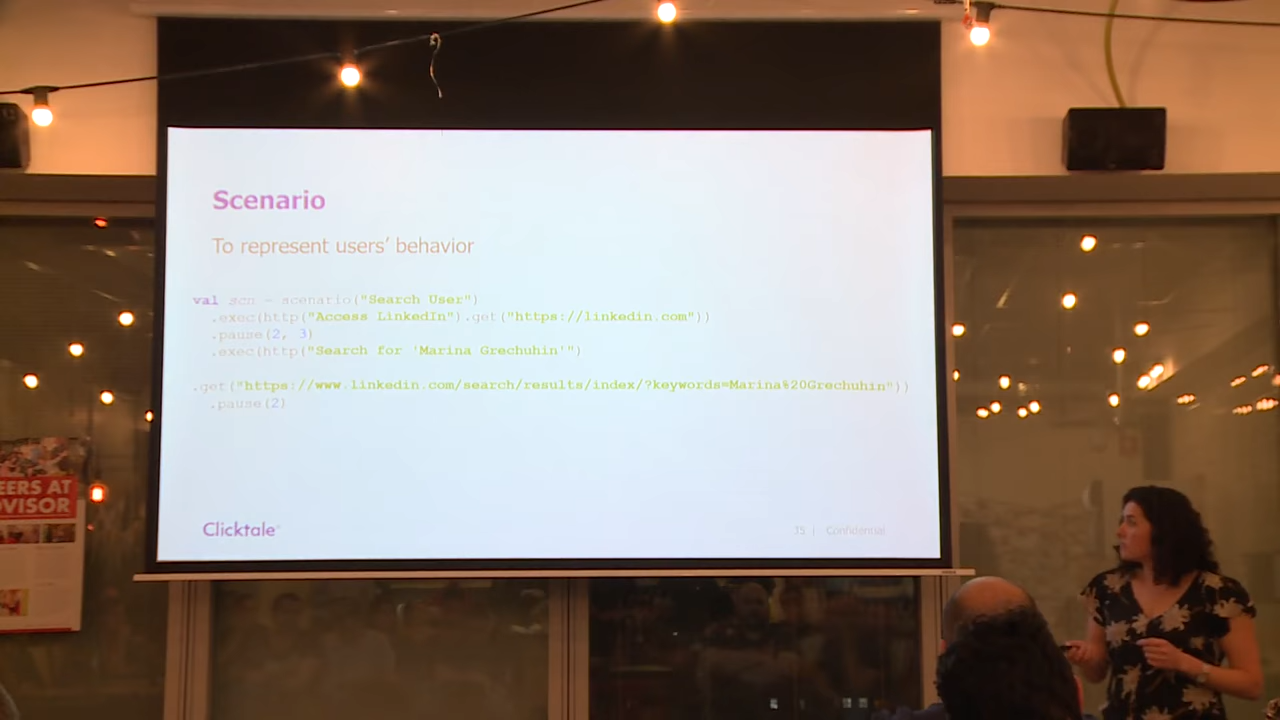 Scenario
To represent users' behavior
val scn = scenario("Search User")
.exec(http("Access LinkedIn").get("https://linkedin.com"))
.pause(2, 3)
.exec(http("Search for 'Marina Grechuhin'")
.get("https://www.linkedin.com/search/results/index/?keywords=Marina%20Grechuhin"))
.pause(2)
Clicktale
| Confidential
EERS AT
VISOR